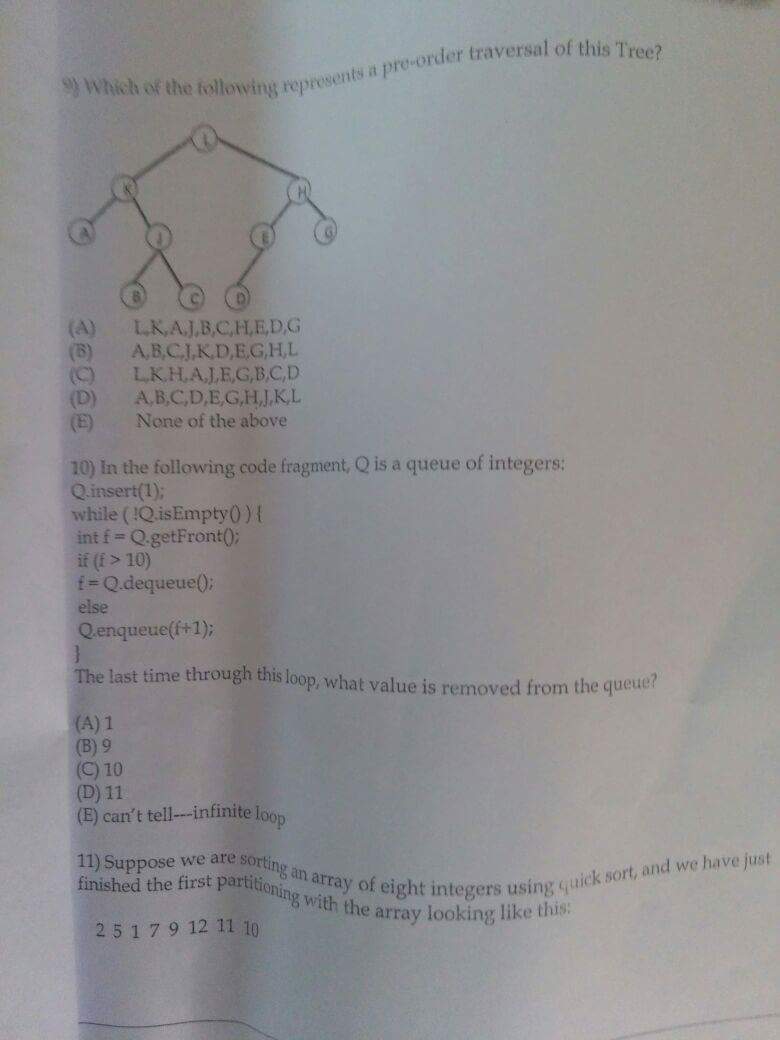 9) Which of the following represents a pre-order traversal of this Tree?
L
K
H
A
J
E
G
B
C
D
(A) L,K,A,J,B,C,H,E,D,G
(B) A,B,C,J,K,D,E,G,H,L
(C) L,K,H,A,J,E,G,B,C,D
(D) A,B,C,D,E,G,H,J,K,L
(E) None of the above
10) In the following code fragment, Q is a queue of integers:
Q.insert(1);
while ( !Q.isEmpty() ) {
int f = Q.getFront();
if (f > 10)
f = Q.dequeue();
else
Q.enqueue(f+1);
}
The last time through this loop, what value is removed from the queue?
(A) 1
(B) 9
(C) 10
(D) 11
(E) can't tell---infinite loop
11) Suppose we are sorting an array of eight integers using quick sort, and we have just
finished the first partitioning with the array looking like this:
2 5 1 7 9 12 11 10